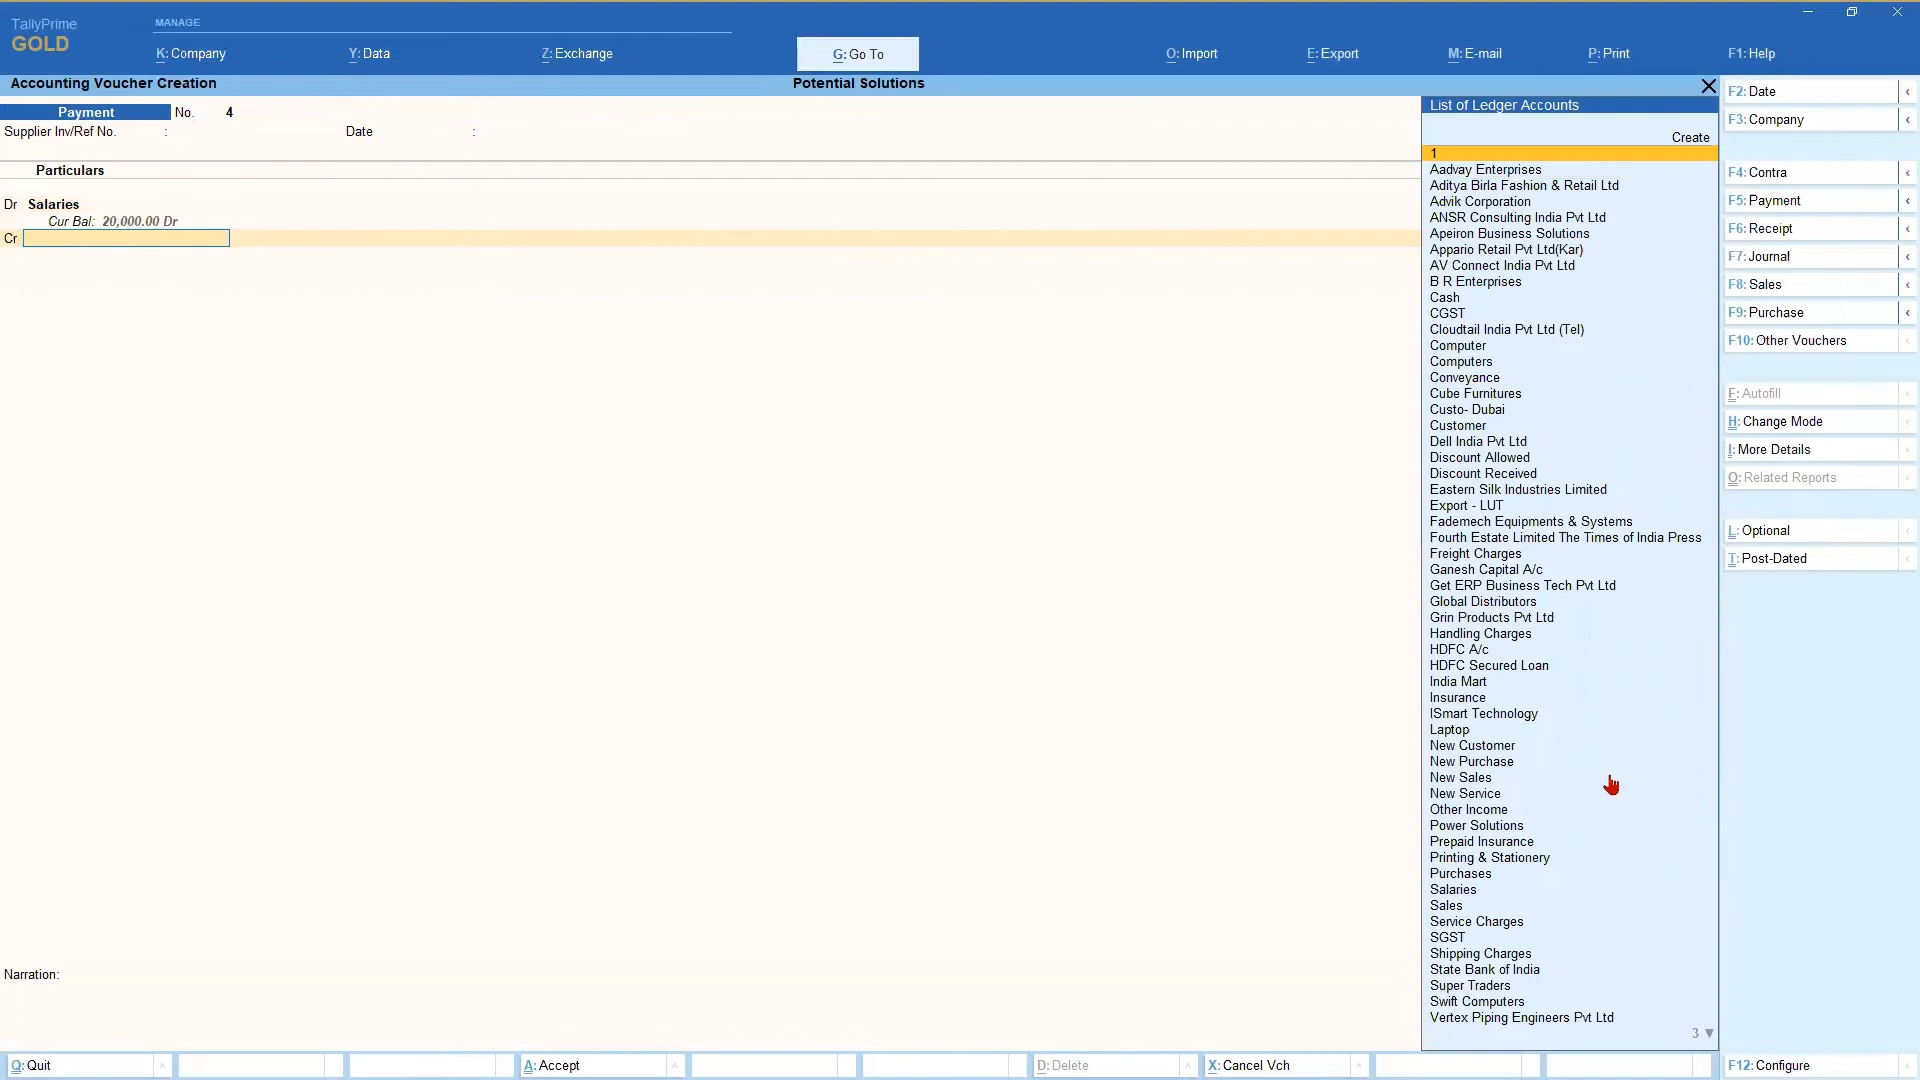 TallyPrime
GOLD
MANAGE
K: Company
Y: Data
Z: Exchange
G: Go To
O: Import
E: Export
M: E-mail
P: Print
F1: Help
Accounting Voucher Creation
Potential Solutions
Payment No. 4
Supplier Inv/Ref No. :
Date :
Particulars
Dr Salaries
Cur Bal: 20,000.00 Dr
Cr
Narration:
List of Ledger Accounts
Create
1
Aadvay Enterprises
Aditya Birla Fashion & Retail Ltd
Advik Corporation
ANSR Consulting India Pvt Ltd
Apeiron Business Solutions
Appario Retail Pvt Ltd(Kar)
AV Connect India Pvt Ltd
B R Enterprises
Cash
CGST
Cloudtail India Pvt Ltd (Tel)
Computer
Computers
Conveyance
Cube Furnitures
Custo- Dubai
Customer
Dell India Pvt Ltd
Discount Allowed
Discount Received
Eastern Silk Industries Limited
Export - LUT
Fademech Equipments & Systems
Fourth Estate Limited The Times of India Press
Freight Charges
Ganesh Capital A/c
Get ERP Business Tech Pvt Ltd
Global Distributors
Grin Products Pvt Ltd
Handling Charges
HDFC A/c
HDFC Secured Loan
India Mart
Insurance
ISmart Technology
Laptop
New Customer
New Purchase
New Sales
New Service
Other Income
Power Solutions
Prepaid Insurance
Printing & Stationery
Purchases
Salaries
Sales
Service Charges
SGST
Shipping Charges
State Bank of India
Super Traders
Swift Computers
Vertex Piping Engineers Pvt Ltd
3 ▼
F2: Date
F3: Company
F4: Contra
F5: Payment
F6: Receipt
F7: Journal
F8: Sales
F9: Purchase
F10: Other Vouchers
F: Autofill
H: Change Mode
I: More Details
O: Related Reports
L: Optional
T: Post-Dated
Q: Quit
A: Accept
D: Delete
X: Cancel Vch
F12: Configure